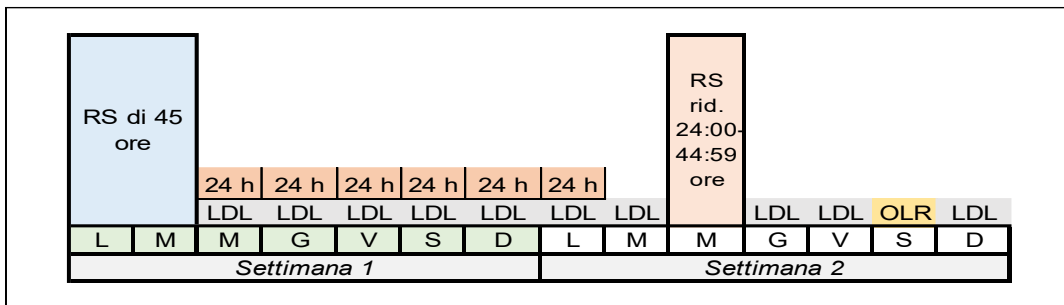 RS di 45
ore
RS
rid.
24:00-
44:59
ore
24 h 24 h 24 h 24 h 24 h 24 h
LDL LDL LDL LDL LDL LDL LDL LDL LDL OLR LDL
L M M G V S D L M M G V S D
Settimana 1 Settimana 2